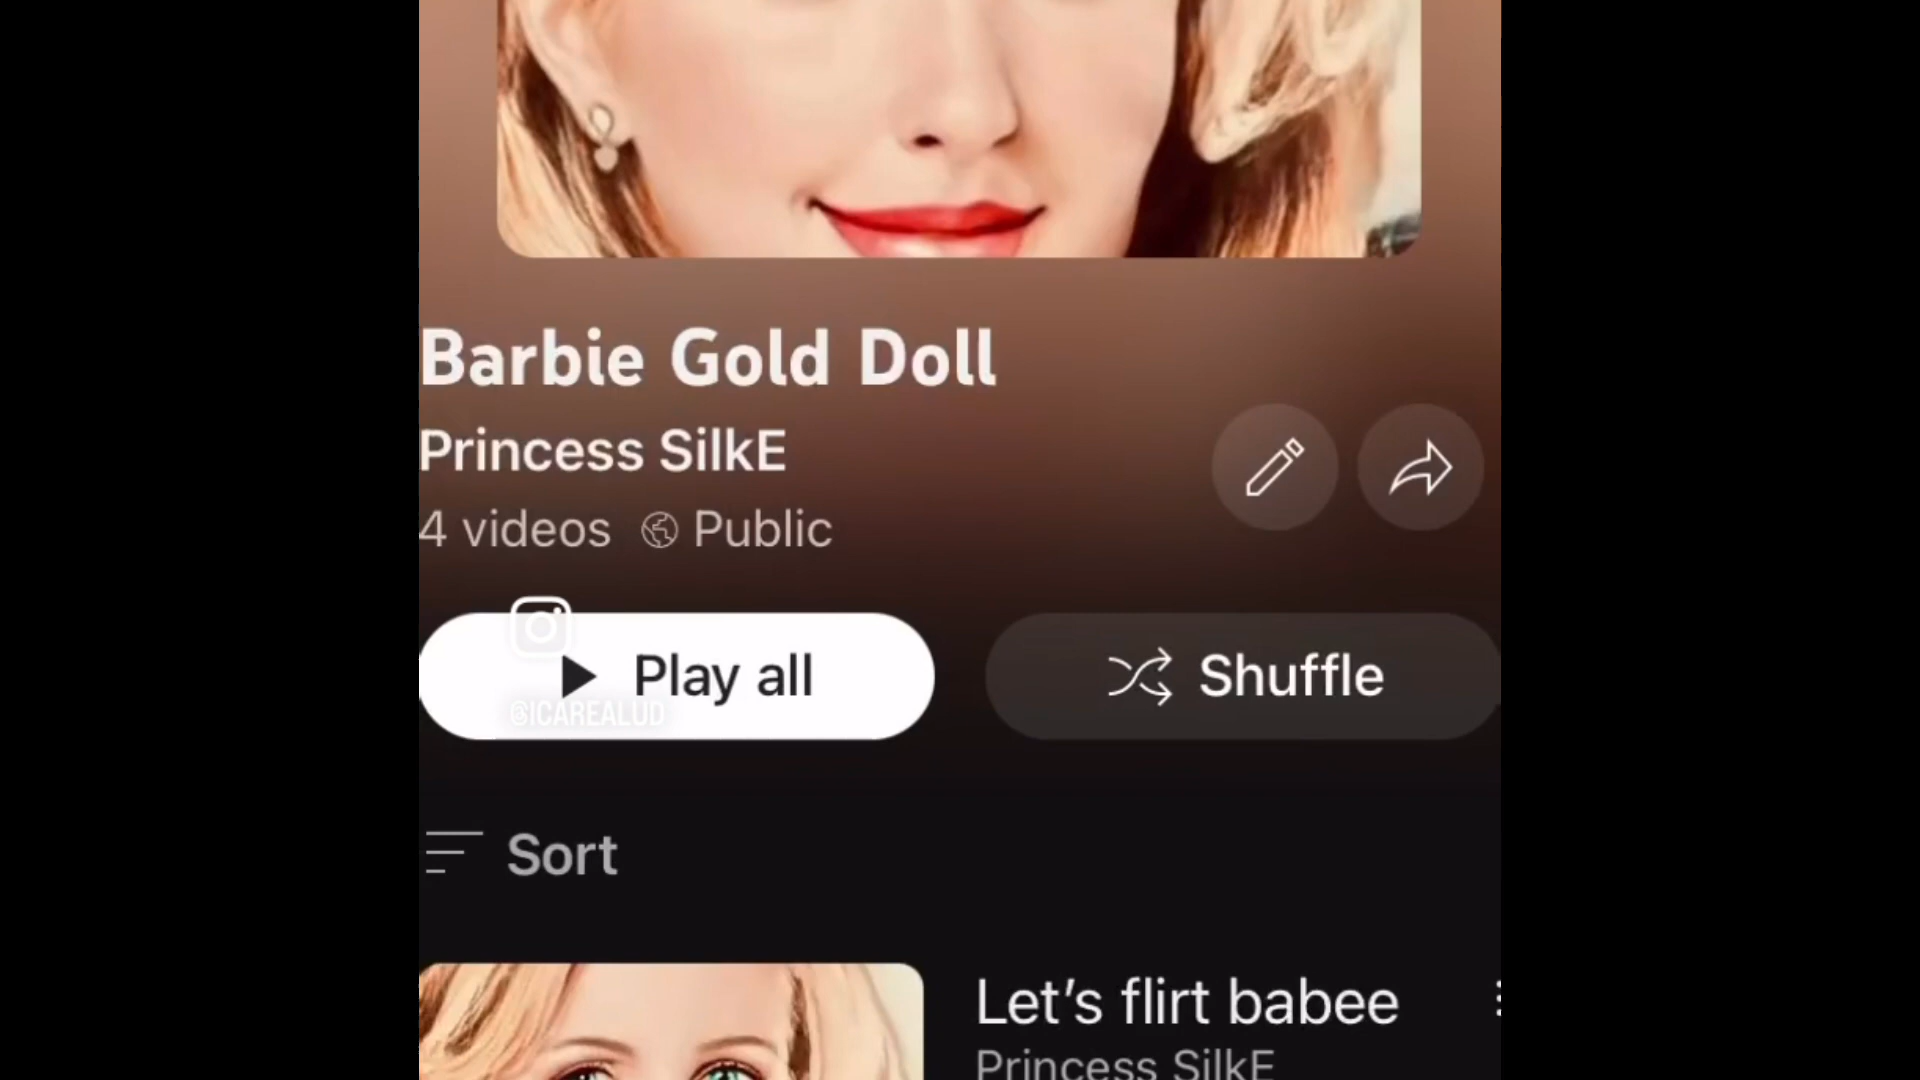 Barbie Gold Doll
Princess SilkE
4 videos Public
Play all
Shuffle
@ICAREALUD
Sort
Let's flirt babee
Princess SilkE